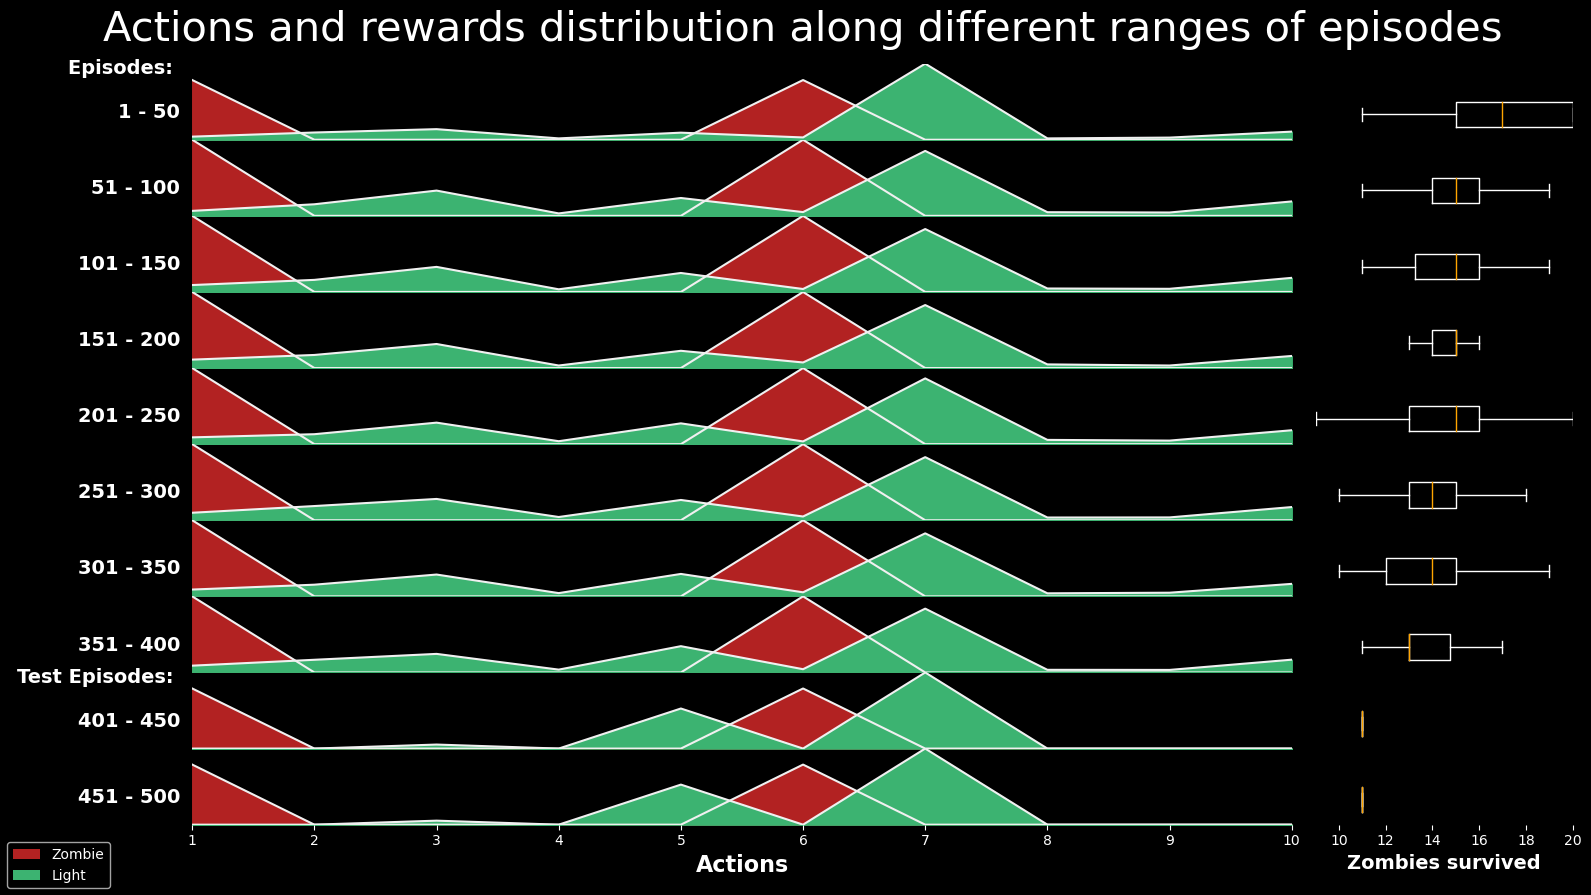 Actions and rewards distribution along different ranges of episodes
Episodes:
1 - 50
51 - 100
101 - 150
151 - 200
201 - 250
251 - 300
301 - 350
351 - 400
Test Episodes:
401 - 450
451 - 500
1 2 3 4 5 6 7 8 9 10
10 12 14 16 18 20
Actions
Zombies survived
Zombie
Light